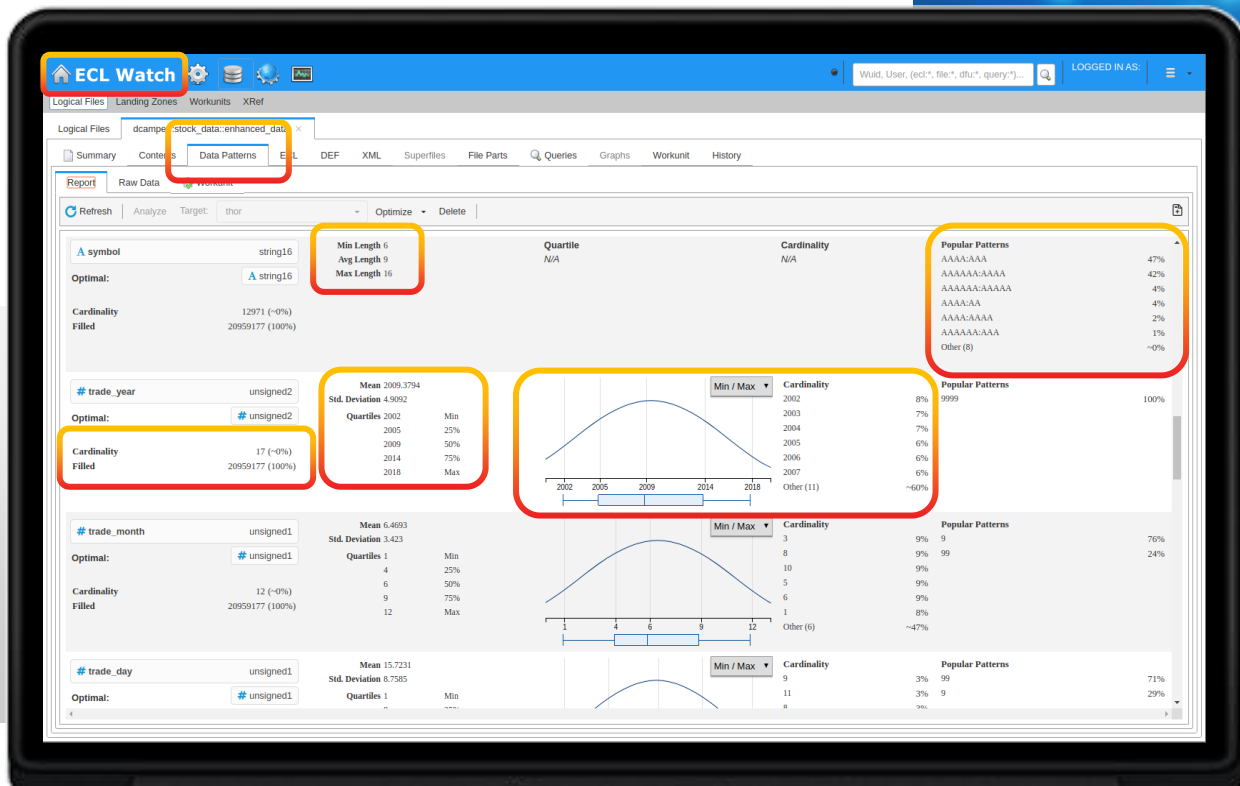 ECL Watch
Wuid, User, (ecl:*, file:*, dfu:*, query:*)...
LOGGED IN AS:
Logical Files Landing Zones Workunits XRef
Logical Files
stock_data::enhanced_data ×
Summary Contents Data Patterns ECL DEF XML Superfiles File Parts Queries Graphs Workunit History
Report Raw Data Workunit
Refresh Analyze Target: thor Optimize Delete
A symbol string16
Optimal: A string16
Cardinality 12971 (~0%)
Filled 20959177 (100%)
Min Length 6
Avg Length 9
Max Length 16
Quartile
N/A
Cardinality
N/A
Popular Patterns
AAAA:AAA 47%
AAAAAA:AAAA 42%
AAAAAA:AAAAA 4%
AAAA:AA 4%
AAAA:AAAA 2%
AAAAAA:AAA 1%
Other (8) ~0%
# trade_year unsigned2
Optimal: # unsigned2
Cardinality 17 (~0%)
Filled 20959177 (100%)
Mean 2009.3794
Std. Deviation 4.9092
Quartiles 2002 Min
2005 25%
2009 50%
2014 75%
2018 Max
Min / Max
2002 2005 2009 2014 2018
Cardinality
2002 8%
2003 7%
2004 7%
2005 6%
2006 6%
2007 6%
Other (11) ~60%
Popular Patterns
9999 100%
# trade_month unsigned1
Optimal: # unsigned1
Cardinality 12 (~0%)
Filled 20959177 (100%)
Mean 6.4693
Std. Deviation 3.423
Quartiles 1 Min
4 25%
6 50%
9 75%
12 Max
Min / Max
1 4 6 9 12
Cardinality
3 9%
8 9%
10 9%
5 9%
6 9%
1 8%
Other (6) ~47%
Popular Patterns
9 76%
99 24%
# trade_day unsigned1
Optimal: # unsigned1
Mean 15.7231
Std. Deviation 8.7585
Quartiles 1 Min
Min / Max
Cardinality
9 3%
11 3%
Popular Patterns
99 71%
9 29%